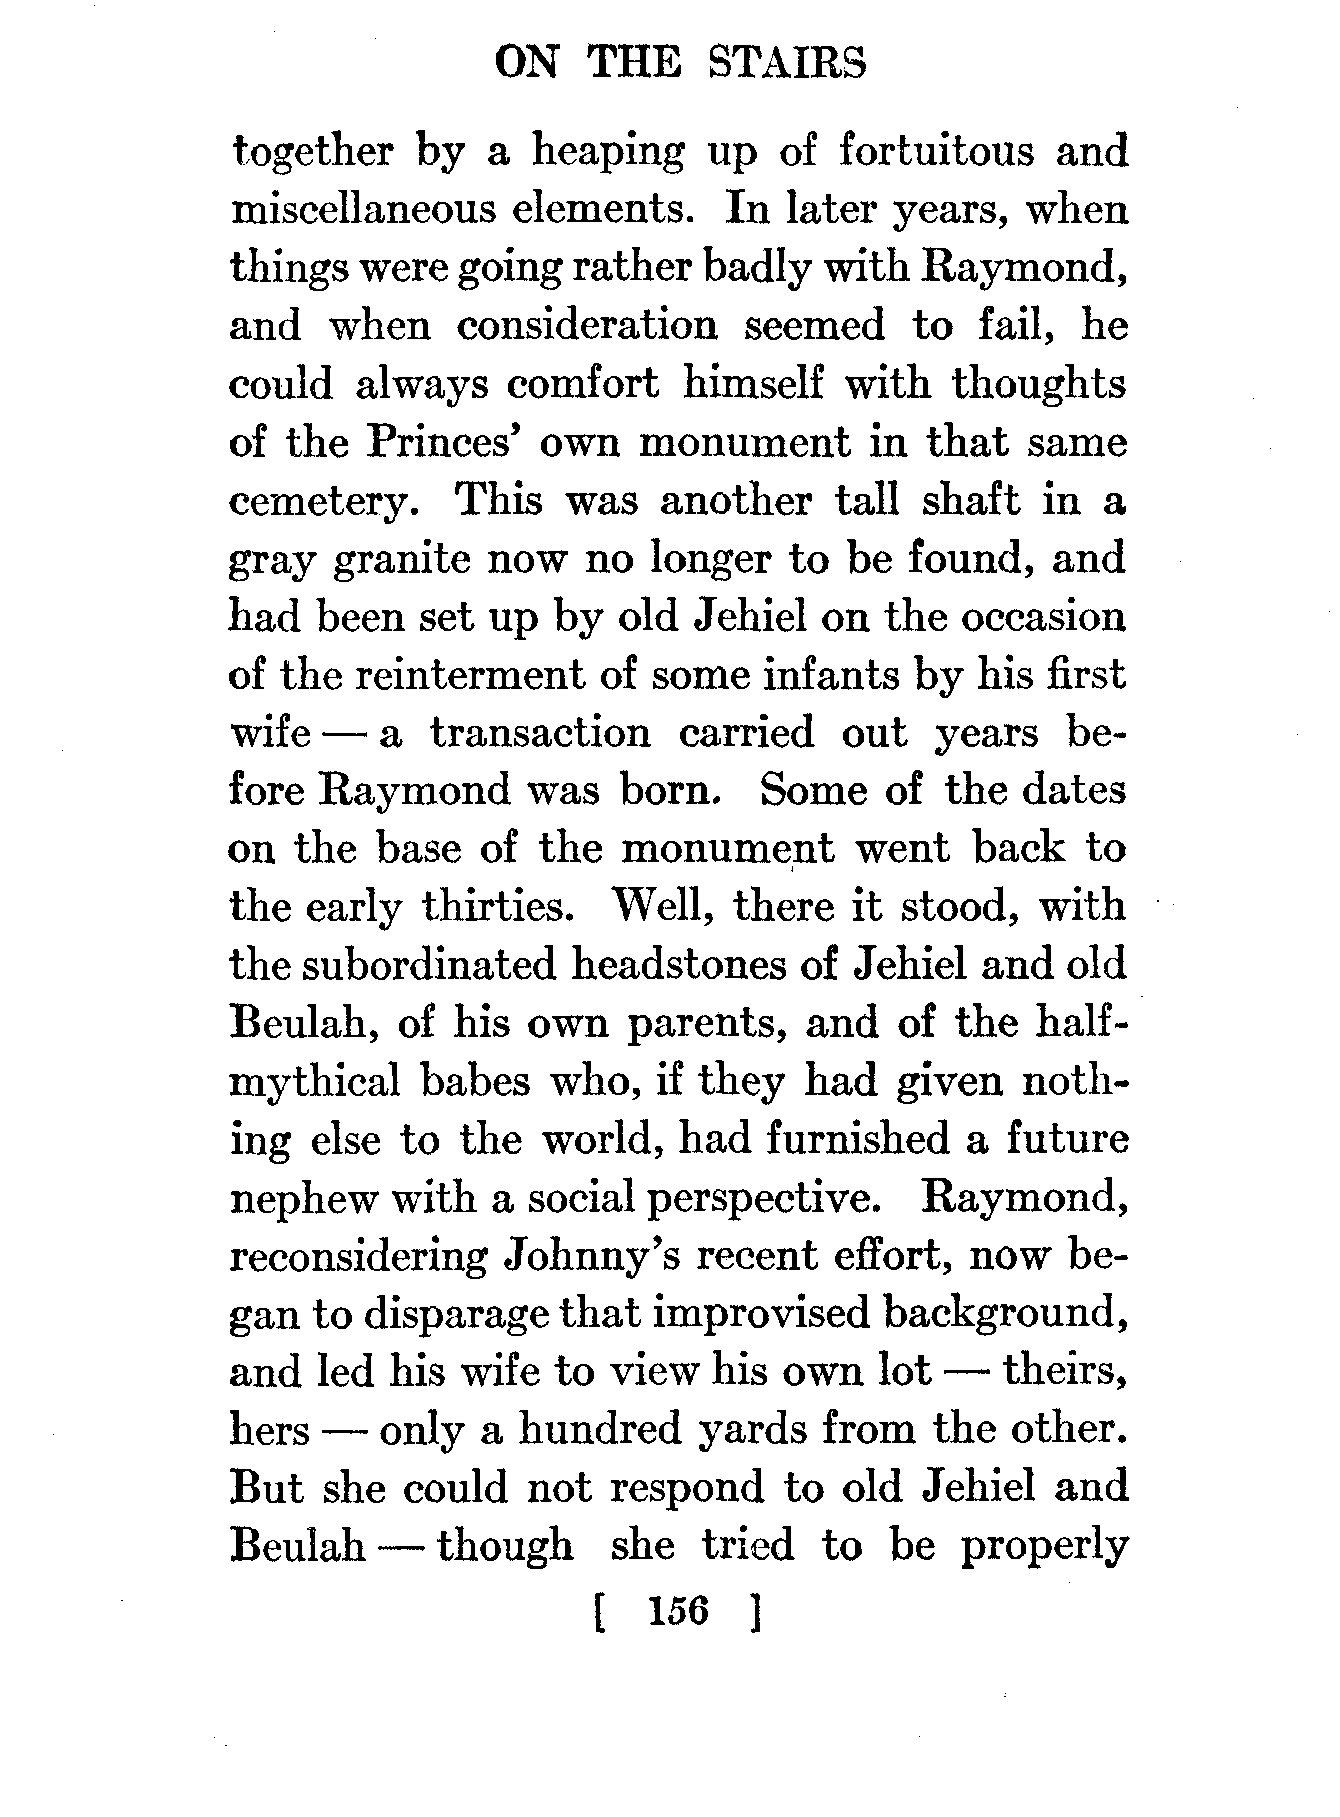 ON THE STAIRS
together by a heaping up of fortuitous and
miscellaneous elements. In later years, when
things were going rather badly with Raymond,
and when consideration seemed to fail, he
could always comfort himself with thoughts
of the Princes’ own monument in that same
cemetery. This was another tall shaft in a
gray granite now no longer to be found, and
had been set up by old Jehiel on the occasion
of the reinterment of some infants by his first
wife — a transaction carried out years be-
fore Raymond was born. Some of the dates
on the base of the monument went back to
the early thirties. Well, there it stood, with
the subordinated headstones of Jehiel and old
Beulah, of his own parents, and of the half-
mythical babes who, if they had given noth-
ing else to the world, had furnished a future
nephew with a social perspective. Raymond,
reconsidering Johnny’s recent effort, now be-
gan to disparage that improvised background,
and led his wife to view his own lot — theirs,
hers — only a hundred yards from the other.
But she could not respond to old Jehiel and
Beulah — though she tried to be properly
[ 156 ]